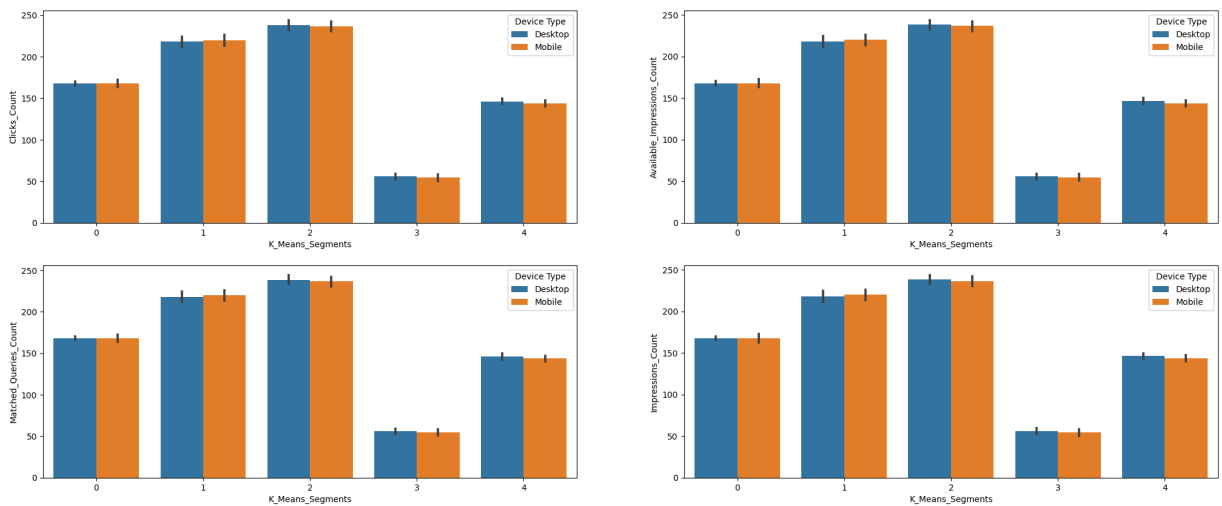 250
200
150
100
50
0
Clicks_Count
Device Type
Desktop
Mobile
0 1 2 3 4
K_Means_Segments
250
200
150
100
50
0
Available_Impressions_Count
Device Type
Desktop
Mobile
0 1 2 3 4
K_Means_Segments
250
200
150
100
50
0
Matched_Queries_Count
Device Type
Desktop
Mobile
0 1 2 3 4
K_Means_Segments
250
200
150
100
50
0
Impressions_Count
Device Type
Desktop
Mobile
0 1 2 3 4
K_Means_Segments